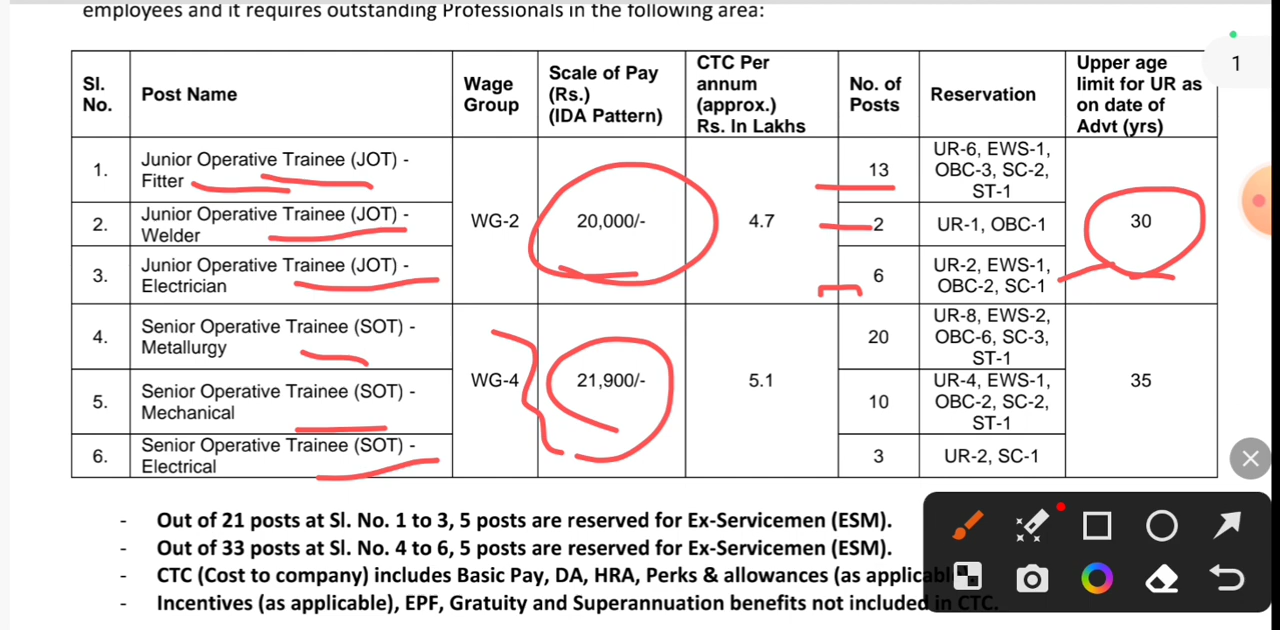 employees and it requires outstanding Professionals in the following area:
1
Sl. No. Post Name Wage Group Scale of Pay (Rs.) (IDA Pattern) CTC Per annum (approx.) Rs. In Lakhs No. of Posts Reservation Upper age limit for UR as on date of Advt (yrs)
1. Junior Operative Trainee (JOT) - Fitter WG-2 20,000/- 4.7 13 UR-6, EWS-1, OBC-3, SC-2, ST-1 30
2. Junior Operative Trainee (JOT) - Welder 2 UR-1, OBC-1
3. Junior Operative Trainee (JOT) - Electrician 6 UR-2, EWS-1, OBC-2, SC-1
4. Senior Operative Trainee (SOT) - Metallurgy WG-4 21,900/- 5.1 20 UR-8, EWS-2, OBC-6, SC-3, ST-1 35
5. Senior Operative Trainee (SOT) - Mechanical 10 UR-4, EWS-1, OBC-2, SC-2, ST-1
6. Senior Operative Trainee (SOT) - Electrical 3 UR-2, SC-1
- Out of 21 posts at Sl. No. 1 to 3, 5 posts are reserved for Ex-Servicemen (ESM).
- Out of 33 posts at Sl. No. 4 to 6, 5 posts are reserved for Ex-Servicemen (ESM).
- CTC (Cost to company) includes Basic Pay, DA, HRA, Perks & allowances (as
- Incentives (as applicable), EPF, Gratuity and Superannuation benefits not included in CTC.